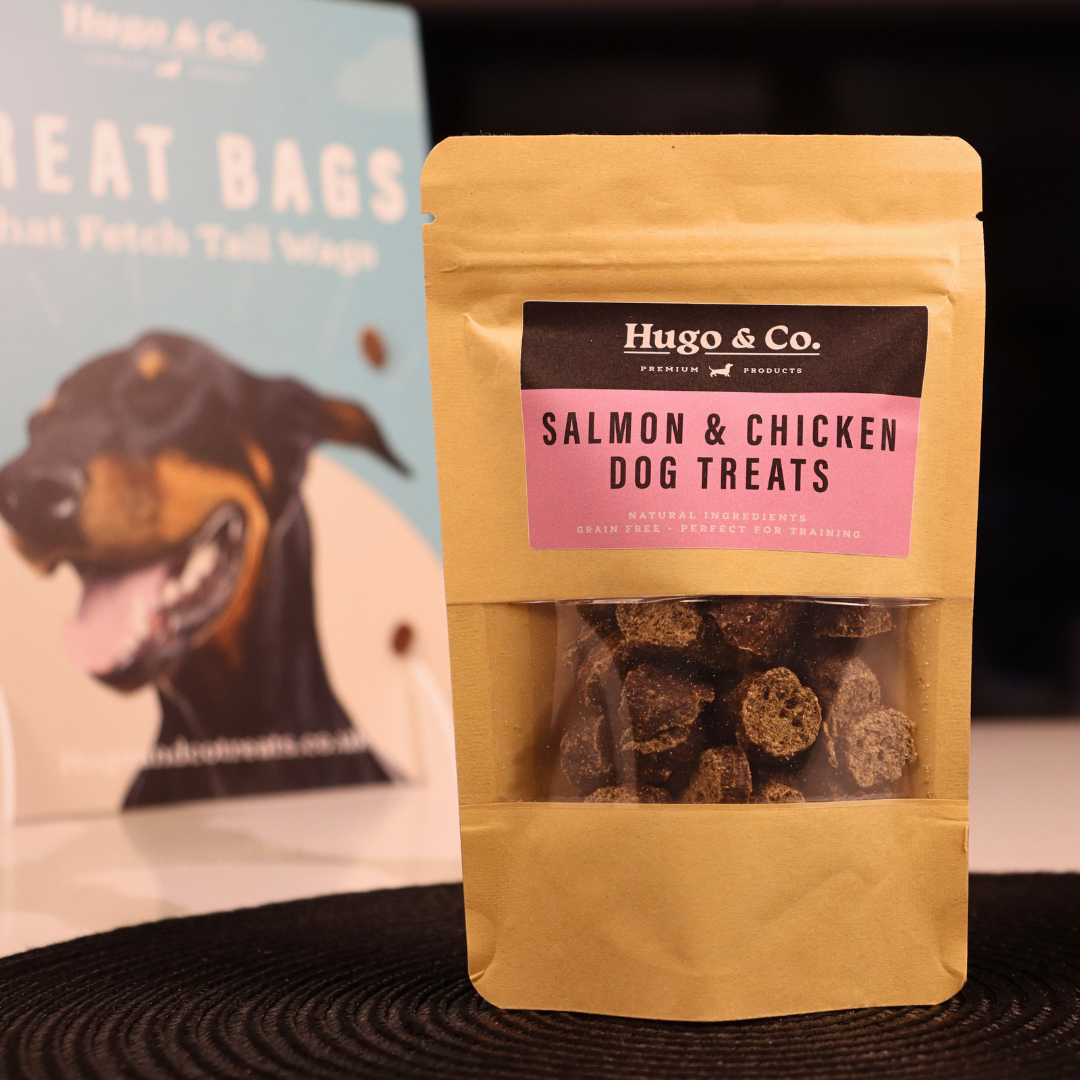 Hugo & Co.
REAT BAGS
hat Fetch Tail Wags
Hugo & Co.
PREMIUM PRODUCTS
SALMON & CHICKEN
DOG TREATS
NATURAL INGREDIENTS
GRAIN FREE - PERFECT FOR TRAINING